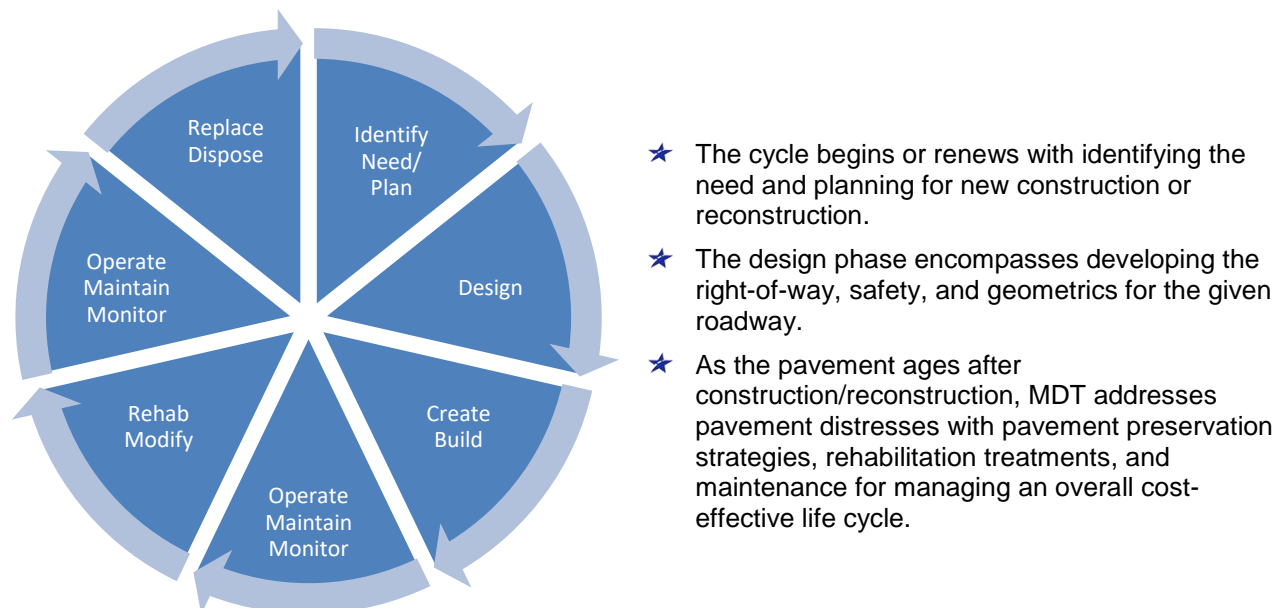 Identify
Need/
Plan
Design
Create
Build
Operate
Maintain
Monitor
Rehab
Modify
Operate
Maintain
Monitor
Replace
Dispose
The cycle begins or renews with identifying the
need and planning for new construction or
reconstruction.
The design phase encompasses developing the
right-of-way, safety, and geometrics for the given
roadway.
As the pavement ages after
construction/reconstruction, MDT addresses
pavement distresses with pavement preservation
strategies, rehabilitation treatments, and
maintenance for managing an overall cost-
effective life cycle.